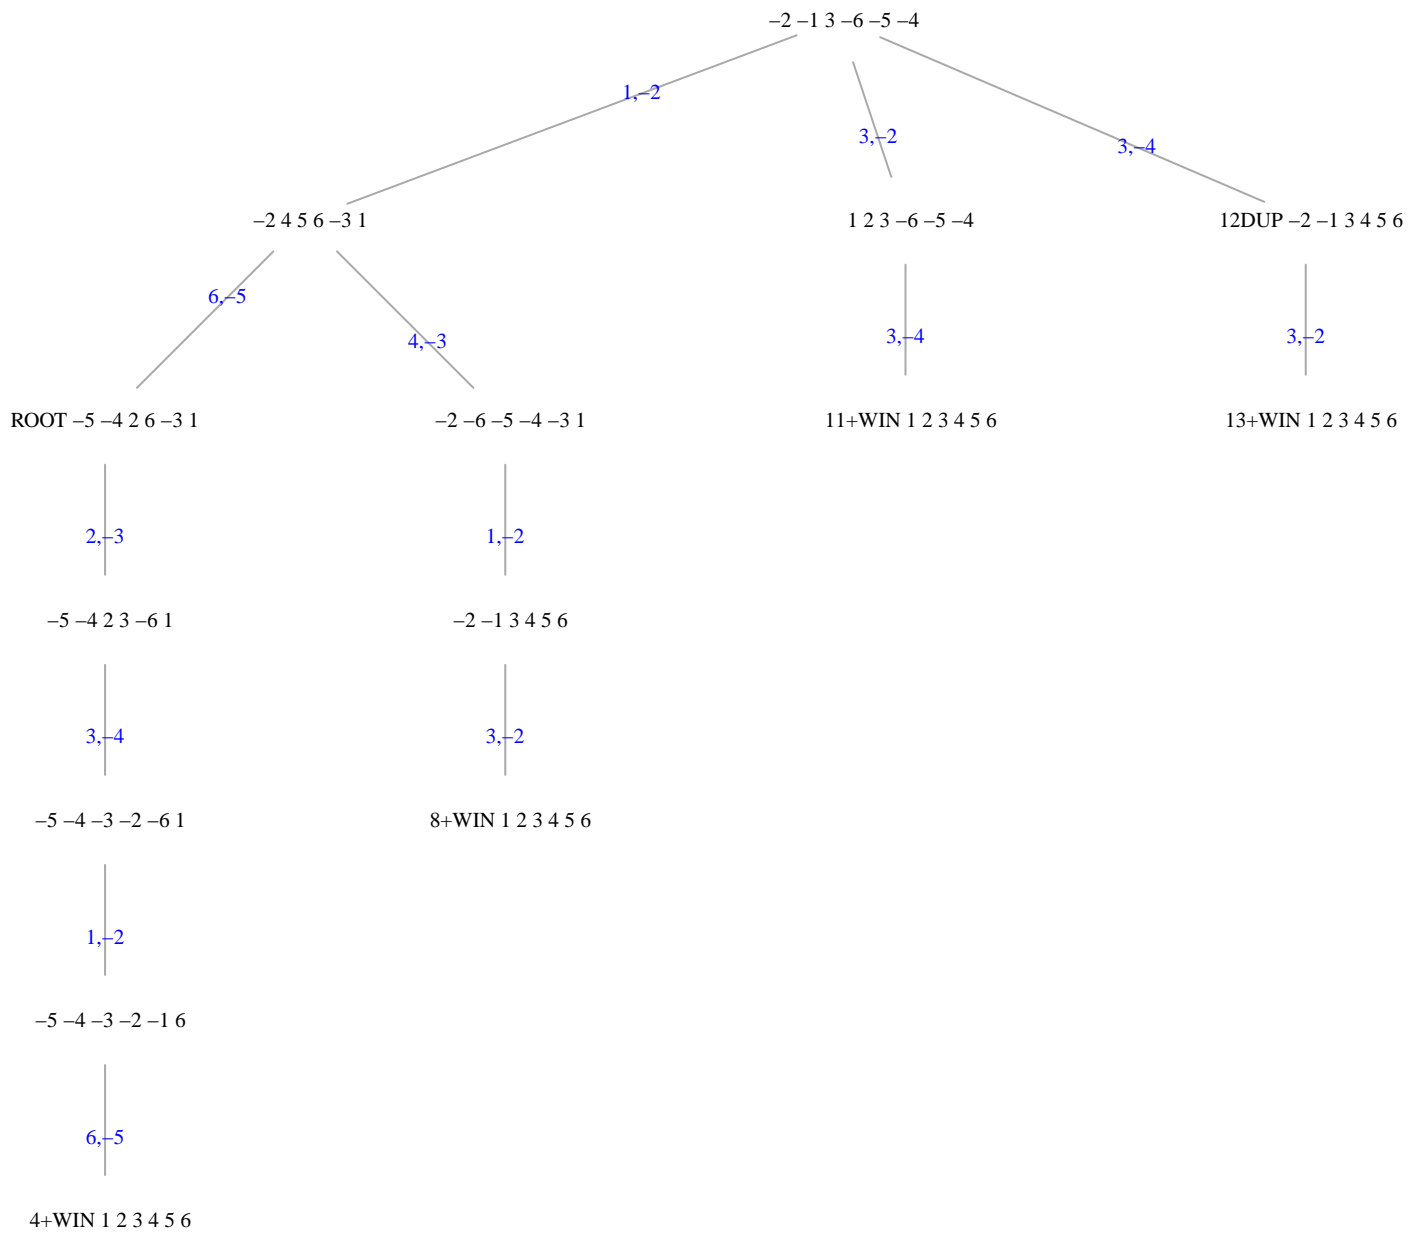 −2 −1 3 −6 −5 −4
1,−2
3,−2
3,−4
−2 4 5 6 −3 1
1 2 3 −6 −5 −4
12DUP −2 −1 3 4 5 6
6,−5
4,−3
3,−4
3,−2
ROOT −5 −4 2 6 −3 1
−2 −6 −5 −4 −3 1
11+WIN 1 2 3 4 5 6
13+WIN 1 2 3 4 5 6
2,−3
1,−2
−5 −4 2 3 −6 1
−2 −1 3 4 5 6
3,−4
3,−2
−5 −4 −3 −2 −6 1
8+WIN 1 2 3 4 5 6
1,−2
−5 −4 −3 −2 −1 6
6,−5
4+WIN 1 2 3 4 5 6